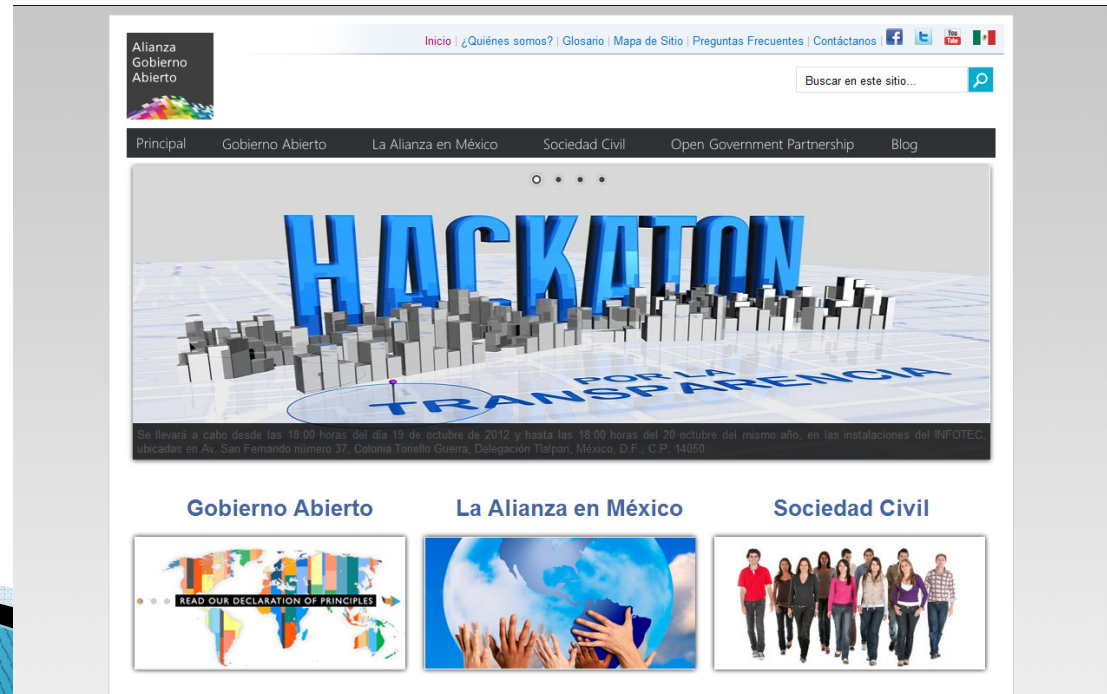 Alianza
Gobierno
Abierto
Inicio | ¿Quiénes somos? | Glosario | Mapa de Sitio | Preguntas Frecuentes | Contáctanos |
You
Tube
Buscar en este sitio...
Principal Gobierno Abierto La Alianza en México Sociedad Civil Open Government Partnership Blog
HACKATON
POR LA
TRANSPARENCIA
Se llevará a cabo desde las 18:00 horas del día 19 de octubre de 2012 y hasta las 18:00 horas del 20 octubre del mismo año, en las instalaciones del INFOTEC,
ubicadas en Av. San Fernando número 37, Colonia Toriello Guerra, Delegación Tlalpan, México, D.F., C.P. 14050.
Gobierno Abierto La Alianza en México Sociedad Civil
READ OUR DECLARATION OF PRINCIPLES